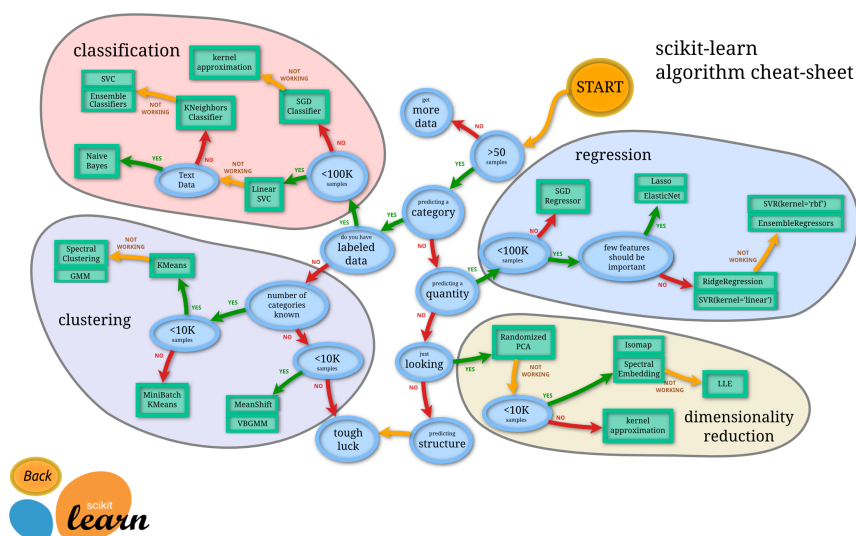 scikit-learn
algorithm cheat-sheet
START
get
more
data
NO
>50
samples
YES
predicting a
category
YES
NO
do you have
labeled
data
YES
NO
predicting a
quantity
YES
NO
just
looking
YES
NO
predicting
structure
tough
luck
classification
kernel
approximation
NOT
WORKING
SVC
Ensemble
Classifiers
NOT
WORKING
KNeighbors
Classifier
SGD
Classifier
NO
Naive
Bayes
YES
Text
Data
NO
NOT
WORKING
Linear
SVC
YES
<100K
samples
regression
SGD
Regressor
NO
<100K
samples
YES
Lasso
ElasticNet
YES
few features
should be
important
NO
SVR(kernel='rbf')
EnsembleRegressors
NOT
WORKING
RidgeRegression
SVR(kernel='linear')
clustering
Spectral
Clustering
GMM
NOT
WORKING
KMeans
YES
<10K
samples
YES
number of
categories
known
NO
NO
MiniBatch
KMeans
<10K
samples
YES
NO
MeanShift
VBGMM
dimensionality
reduction
Randomized
PCA
NOT
WORKING
<10K
samples
YES
NO
Isomap
Spectral
Embedding
NOT
WORKING
LLE
kernel
approximation
Back
scikit
learn